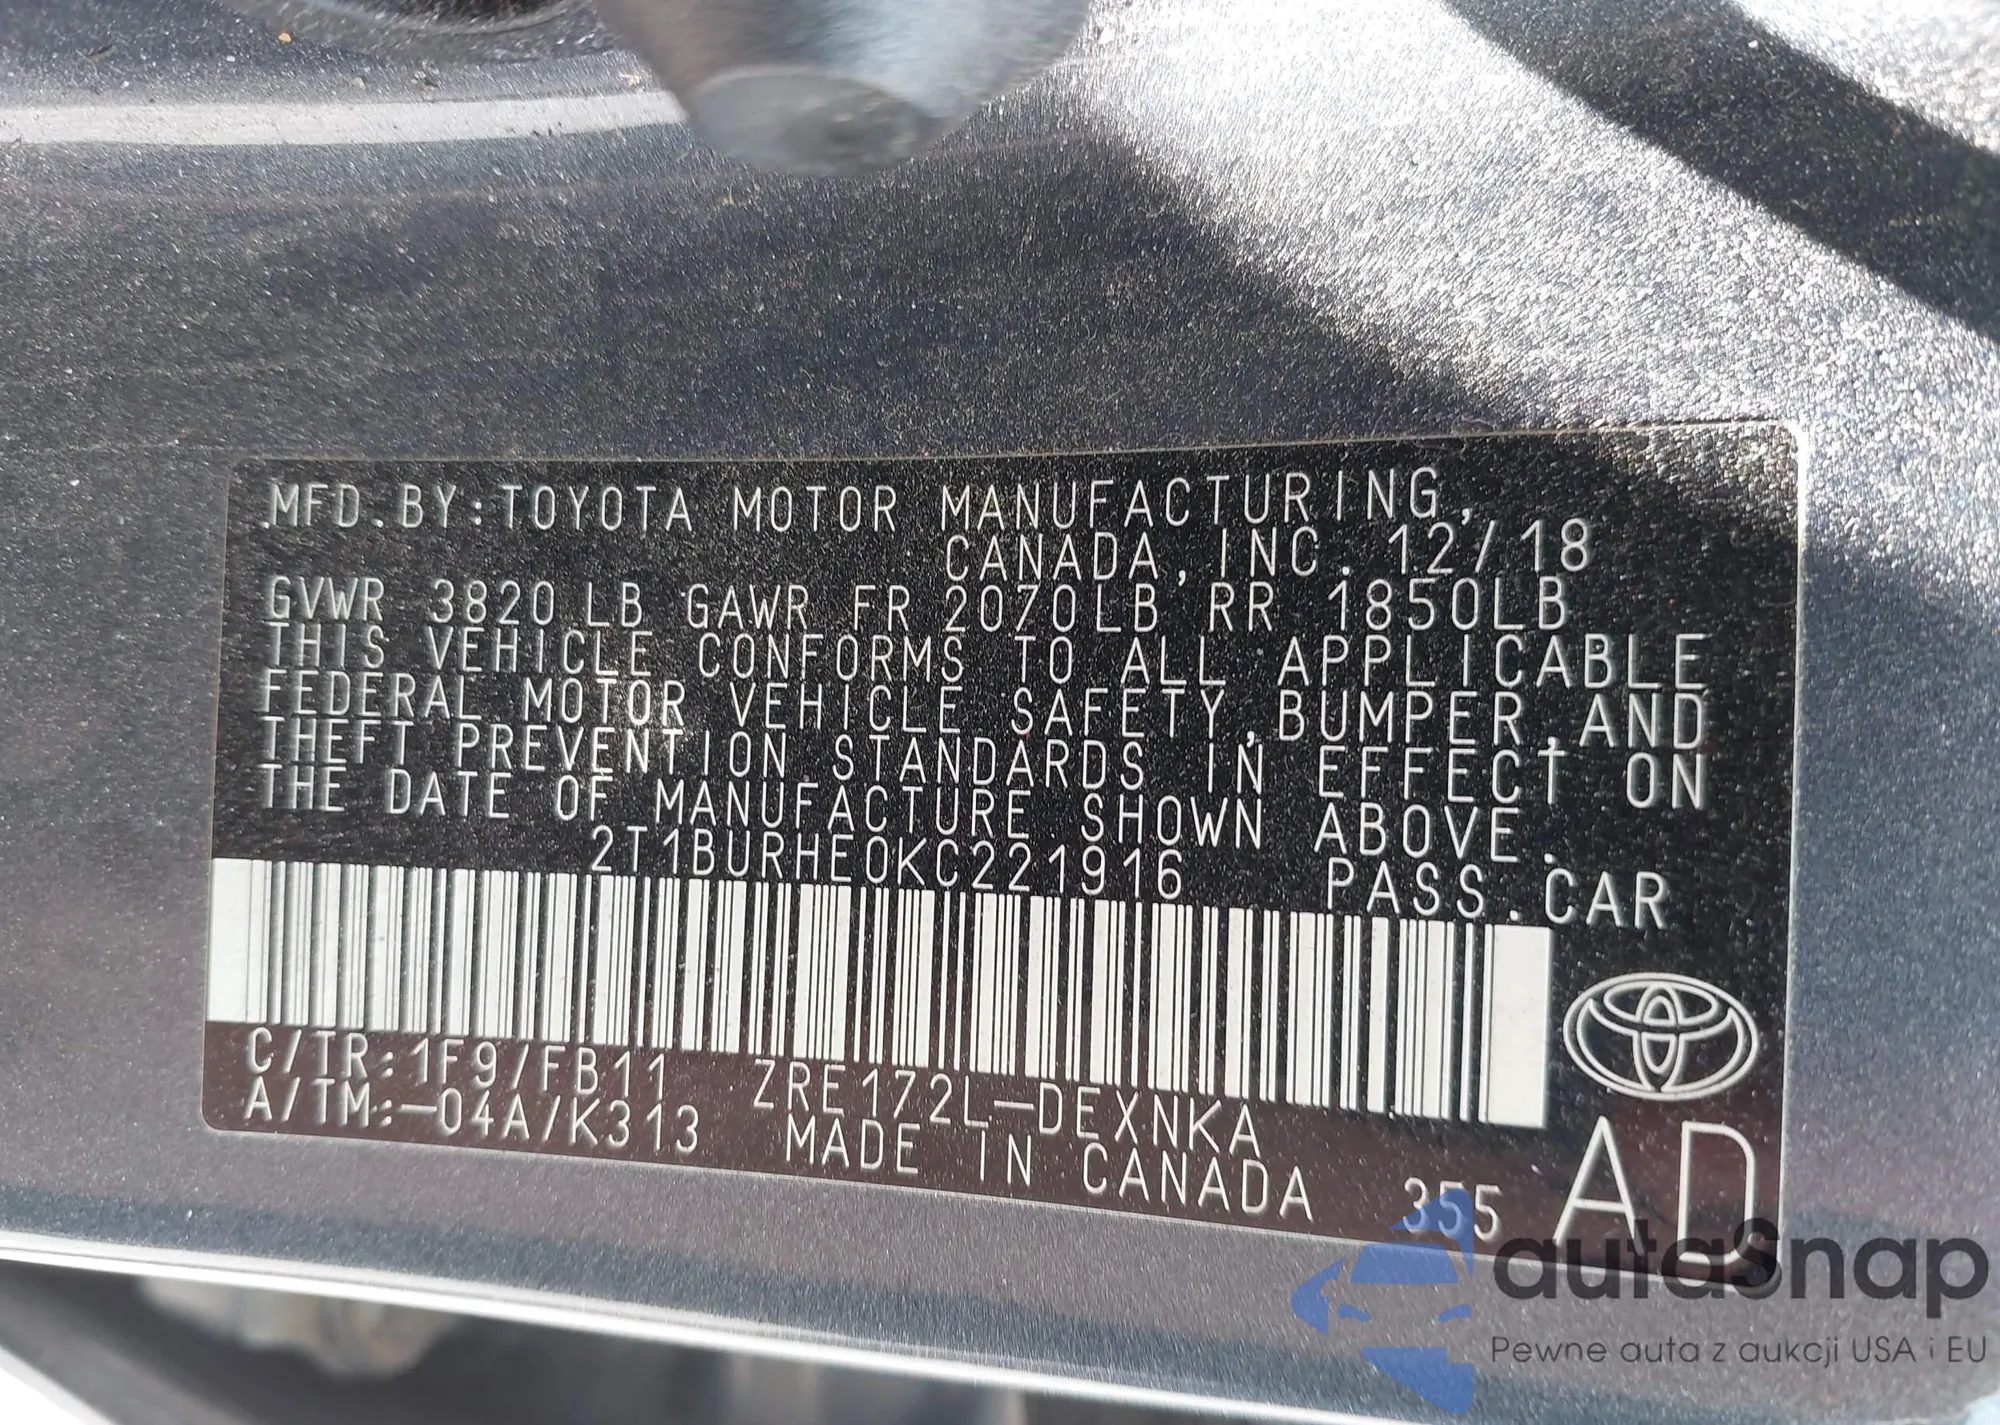 MFD.BY:TOYOTA MOTOR MANUFACTURING,
CANADA, INC. 12/18
GVWR 3820 LB GAWR FR 2070LB RR 1850LB
THIS VEHICLE CONFORMS TO ALL APPLICABLE
FEDERAL MOTOR VEHICLE SAFETY,BUMPER,AND
THEFT PREVENTION STANDARDS IN EFFECT ON
THE DATE OF MANUFACTURE SHOWN ABOVE.
2T1BURHE0KC221916 PASS.CAR
C/TR:1F9/FB11 ZRE172L-DEXNKA
A/TM:-04A/K313 MADE IN CANADA 355 AD
autosnap
Pewne auta z aukcji USA i EU